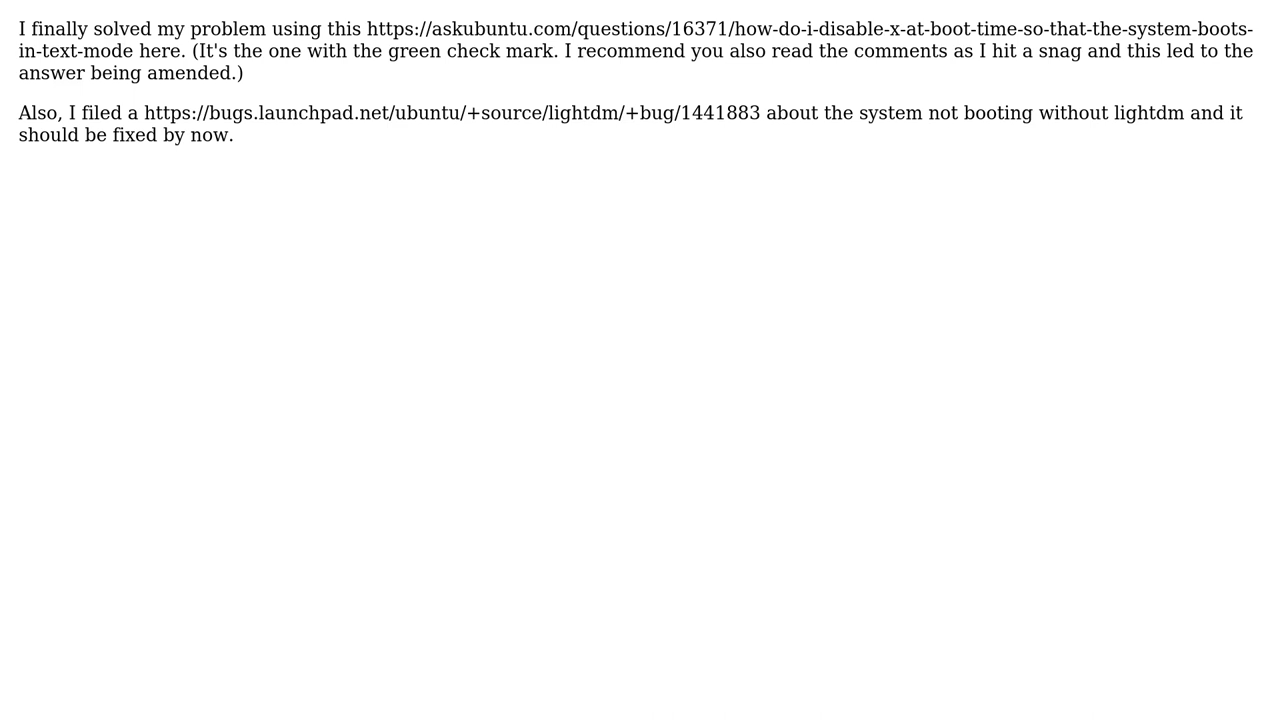 I finally solved my problem using this https://askubuntu.com/questions/16371/how-do-i-disable-x-at-boot-time-so-that-the-system-boots-
in-text-mode here. (It's the one with the green check mark. I recommend you also read the comments as I hit a snag and this led to the
answer being amended.)
Also, I filed a https://bugs.launchpad.net/ubuntu/+source/lightdm/+bug/1441883 about the system not booting without lightdm and it
should be fixed by now.